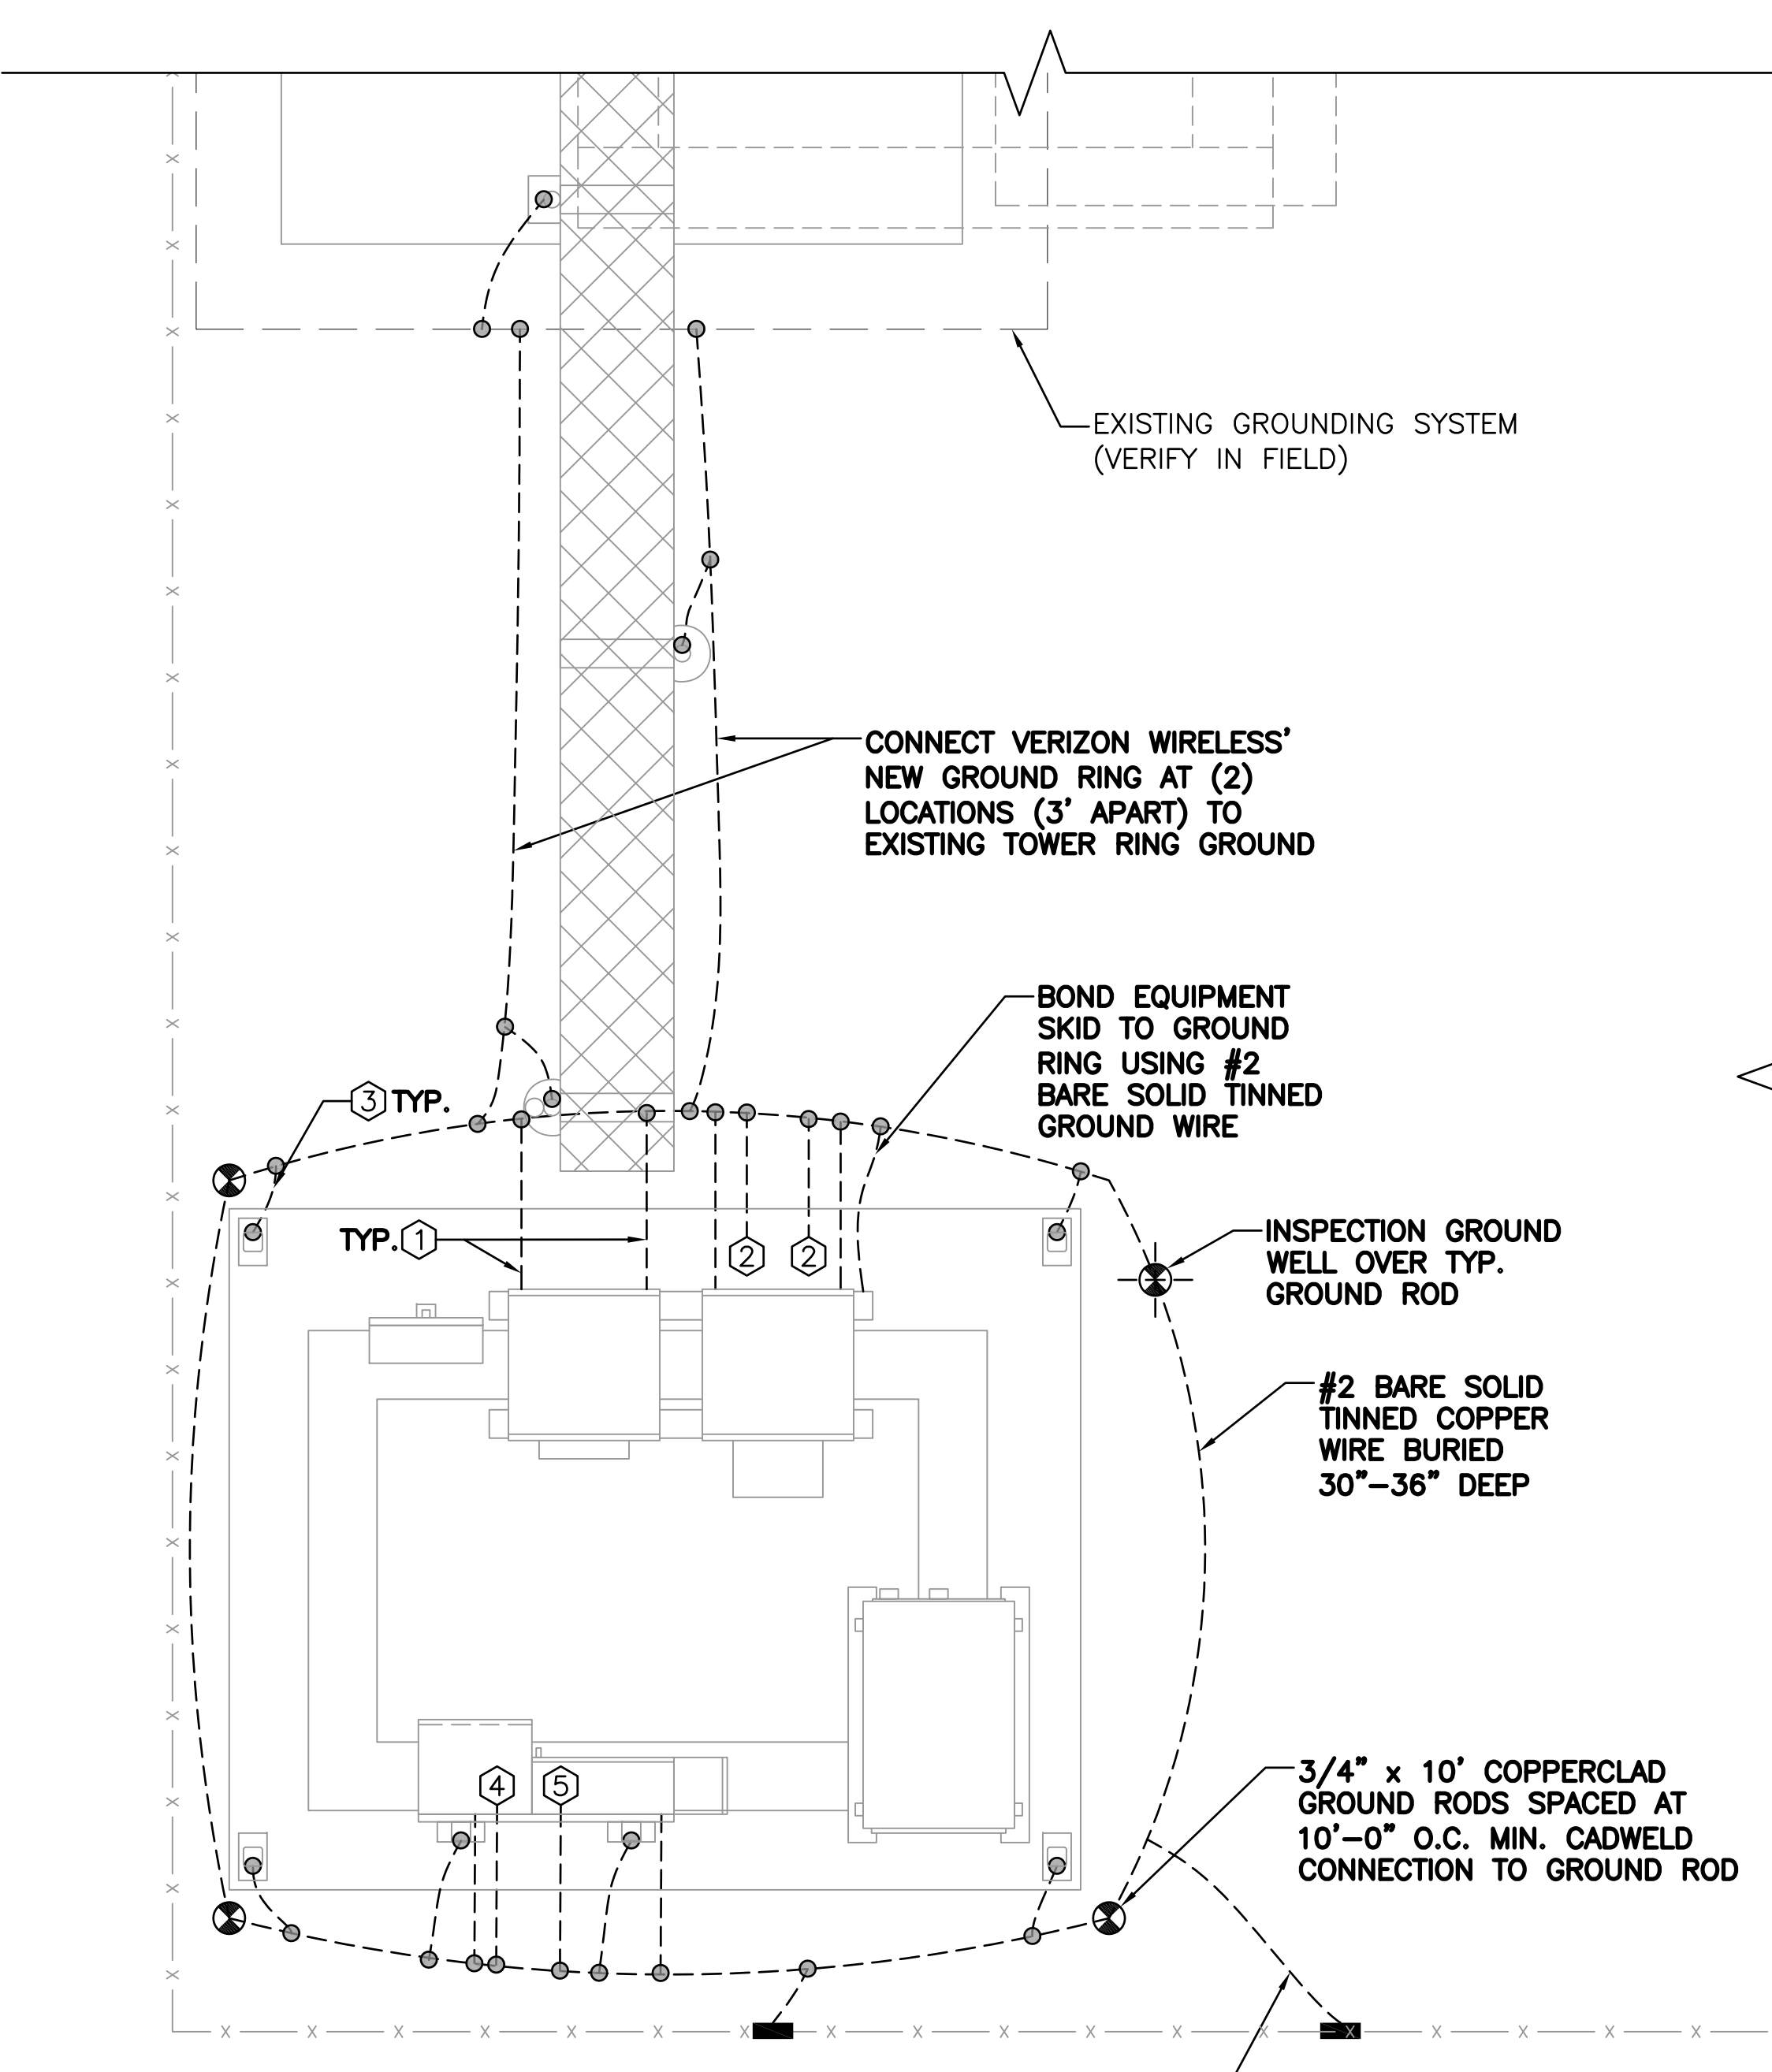 EXISTING GROUNDING SYSTEM
(VERIFY IN FIELD)
CONNECT VERIZON WIRELESS'
NEW GROUND RING AT (2)
LOCATIONS (3' APART) TO
EXISTING TOWER RING GROUND
BOND EQUIPMENT
SKID TO GROUND
RING USING #2
BARE SOLID TINNED
GROUND WIRE
3 TYP.
TYP. 1
2
2
INSPECTION GROUND
WELL OVER TYP.
GROUND ROD
#2 BARE SOLID
TINNED COPPER
WIRE BURIED
30"-36" DEEP
4
5
3/4" x 10' COPPERCLAD
GROUND RODS SPACED AT
10'-0" O.C. MIN. CADWELD
CONNECTION TO GROUND ROD